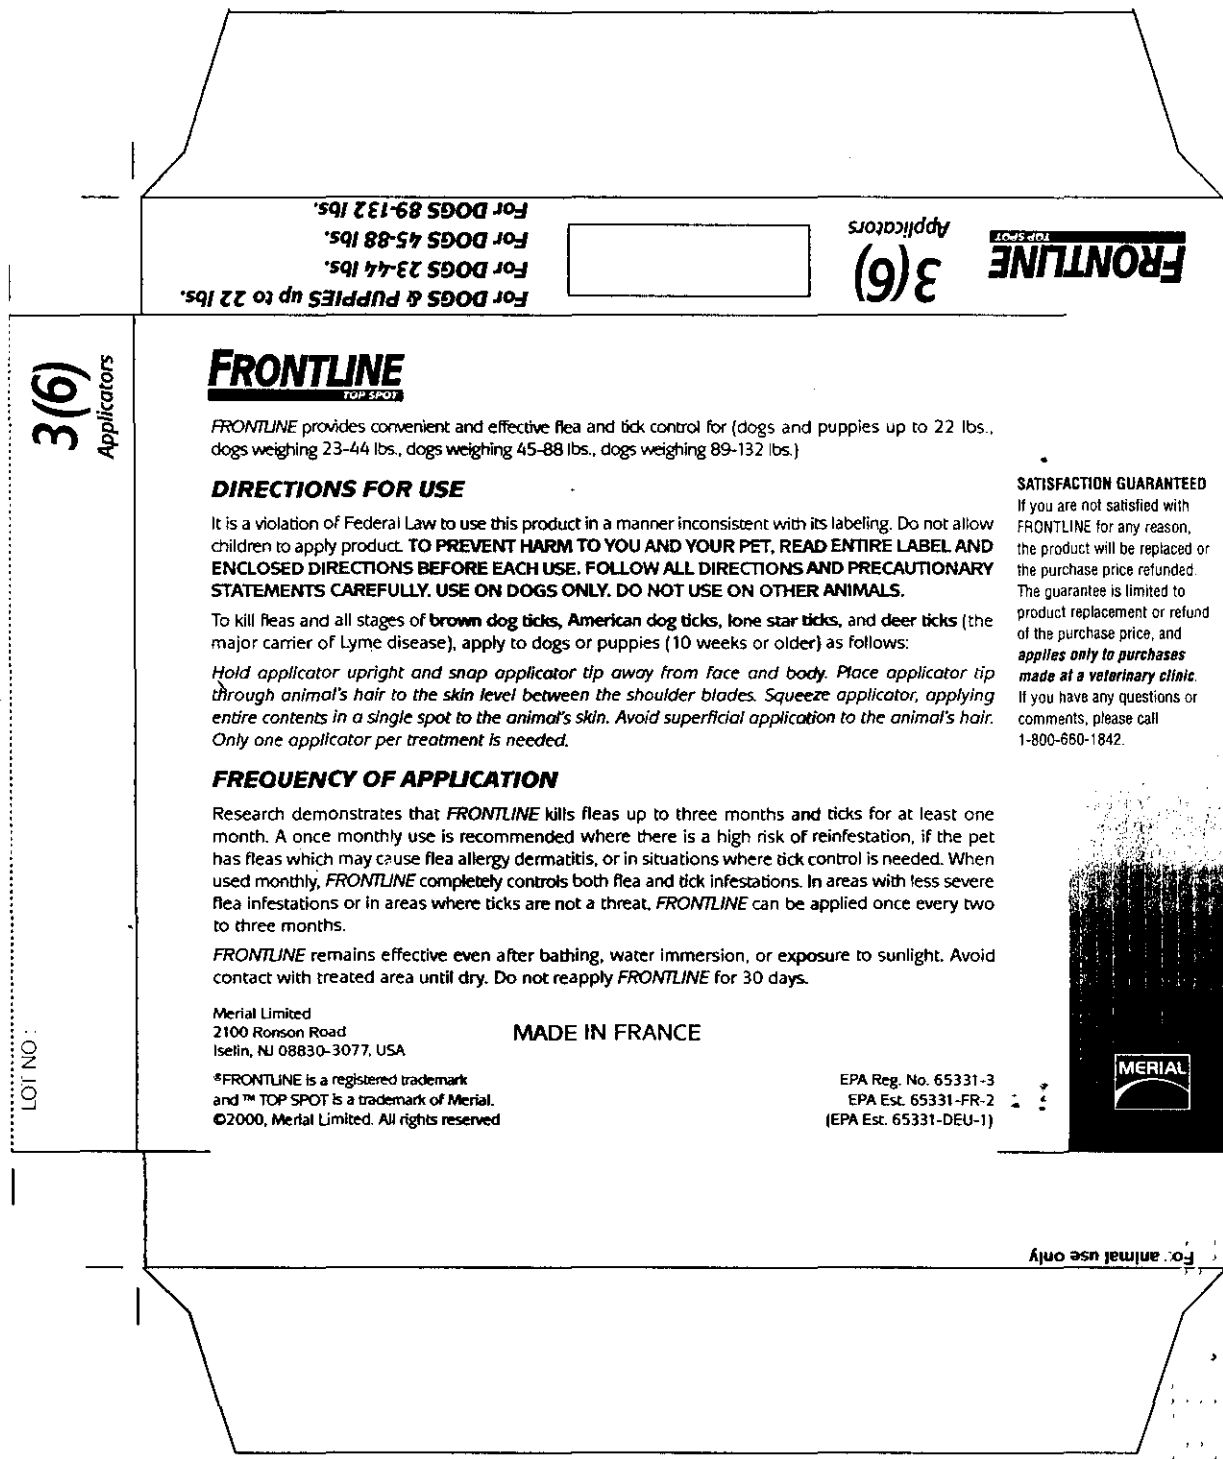 For DOGS & PUPPIES up to 22 lbs.
For DOGS 23-44 lbs.
For DOGS 45-88 lbs.
For DOGS 89-132 lbs.
3(6)
Applicators
FRONTLINE
TOP SPOT
3(6)
Applicators
LOT NO :
FRONTLINE
TOP SPOT
FRONTLINE provides convenient and effective flea and tick control for (dogs and puppies up to 22 lbs.,
dogs weighing 23-44 lbs., dogs weighing 45-88 lbs., dogs weighing 89-132 lbs.)
DIRECTIONS FOR USE
It is a violation of Federal Law to use this product in a manner inconsistent with its labeling. Do not allow
children to apply product. TO PREVENT HARM TO YOU AND YOUR PET, READ ENTIRE LABEL AND
ENCLOSED DIRECTIONS BEFORE EACH USE. FOLLOW ALL DIRECTIONS AND PRECAUTIONARY
STATEMENTS CAREFULLY. USE ON DOGS ONLY. DO NOT USE ON OTHER ANIMALS.
To kill fleas and all stages of brown dog ticks, American dog ticks, lone star ticks, and deer ticks (the
major carrier of Lyme disease), apply to dogs or puppies (10 weeks or older) as follows:
Hold applicator upright and snap applicator tip away from face and body. Place applicator tip
through animal's hair to the skin level between the shoulder blades. Squeeze applicator, applying
entire contents in a single spot to the animal's skin. Avoid superficial application to the animal's hair.
Only one applicator per treatment is needed.
FREQUENCY OF APPLICATION
Research demonstrates that FRONTLINE kills fleas up to three months and ticks for at least one
month. A once monthly use is recommended where there is a high risk of reinfestation, if the pet
has fleas which may cause flea allergy dermatitis, or in situations where tick control is needed. When
used monthly, FRONTLINE completely controls both flea and tick infestations. In areas with less severe
flea infestations or in areas where ticks are not a threat, FRONTLINE can be applied once every two
to three months.
FRONTLINE remains effective even after bathing, water immersion, or exposure to sunlight. Avoid
contact with treated area until dry. Do not reapply FRONTLINE for 30 days.
Merial Limited
2100 Ronson Road
Iselin, NJ 08830-3077, USA
MADE IN FRANCE
®FRONTLINE is a registered trademark
and ™ TOP SPOT is a trademark of Merial.
©2000, Merial Limited. All rights reserved
EPA Reg. No. 65331-3
EPA Est. 65331-FR-2
(EPA Est. 65331-DEU-1)
SATISFACTION GUARANTEED
If you are not satisfied with
FRONTLINE for any reason,
the product will be replaced or
the purchase price refunded.
The guarantee is limited to
product replacement or refund
of the purchase price, and
applies only to purchases
made at a veterinary clinic.
If you have any questions or
comments, please call
1-800-660-1842.
MERIAL
For animal use only